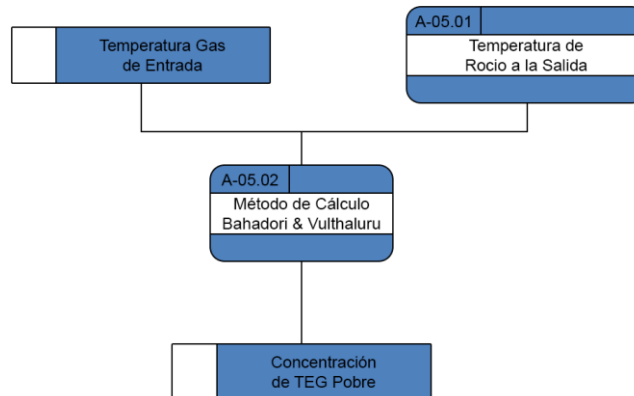 A-05.01
Temperatura Gas
de Entrada
Temperatura de
Rocio a la Salida
A-05.02
Método de Cálculo
Bahadori & Vulthaluru
Concentración
de TEG Pobre